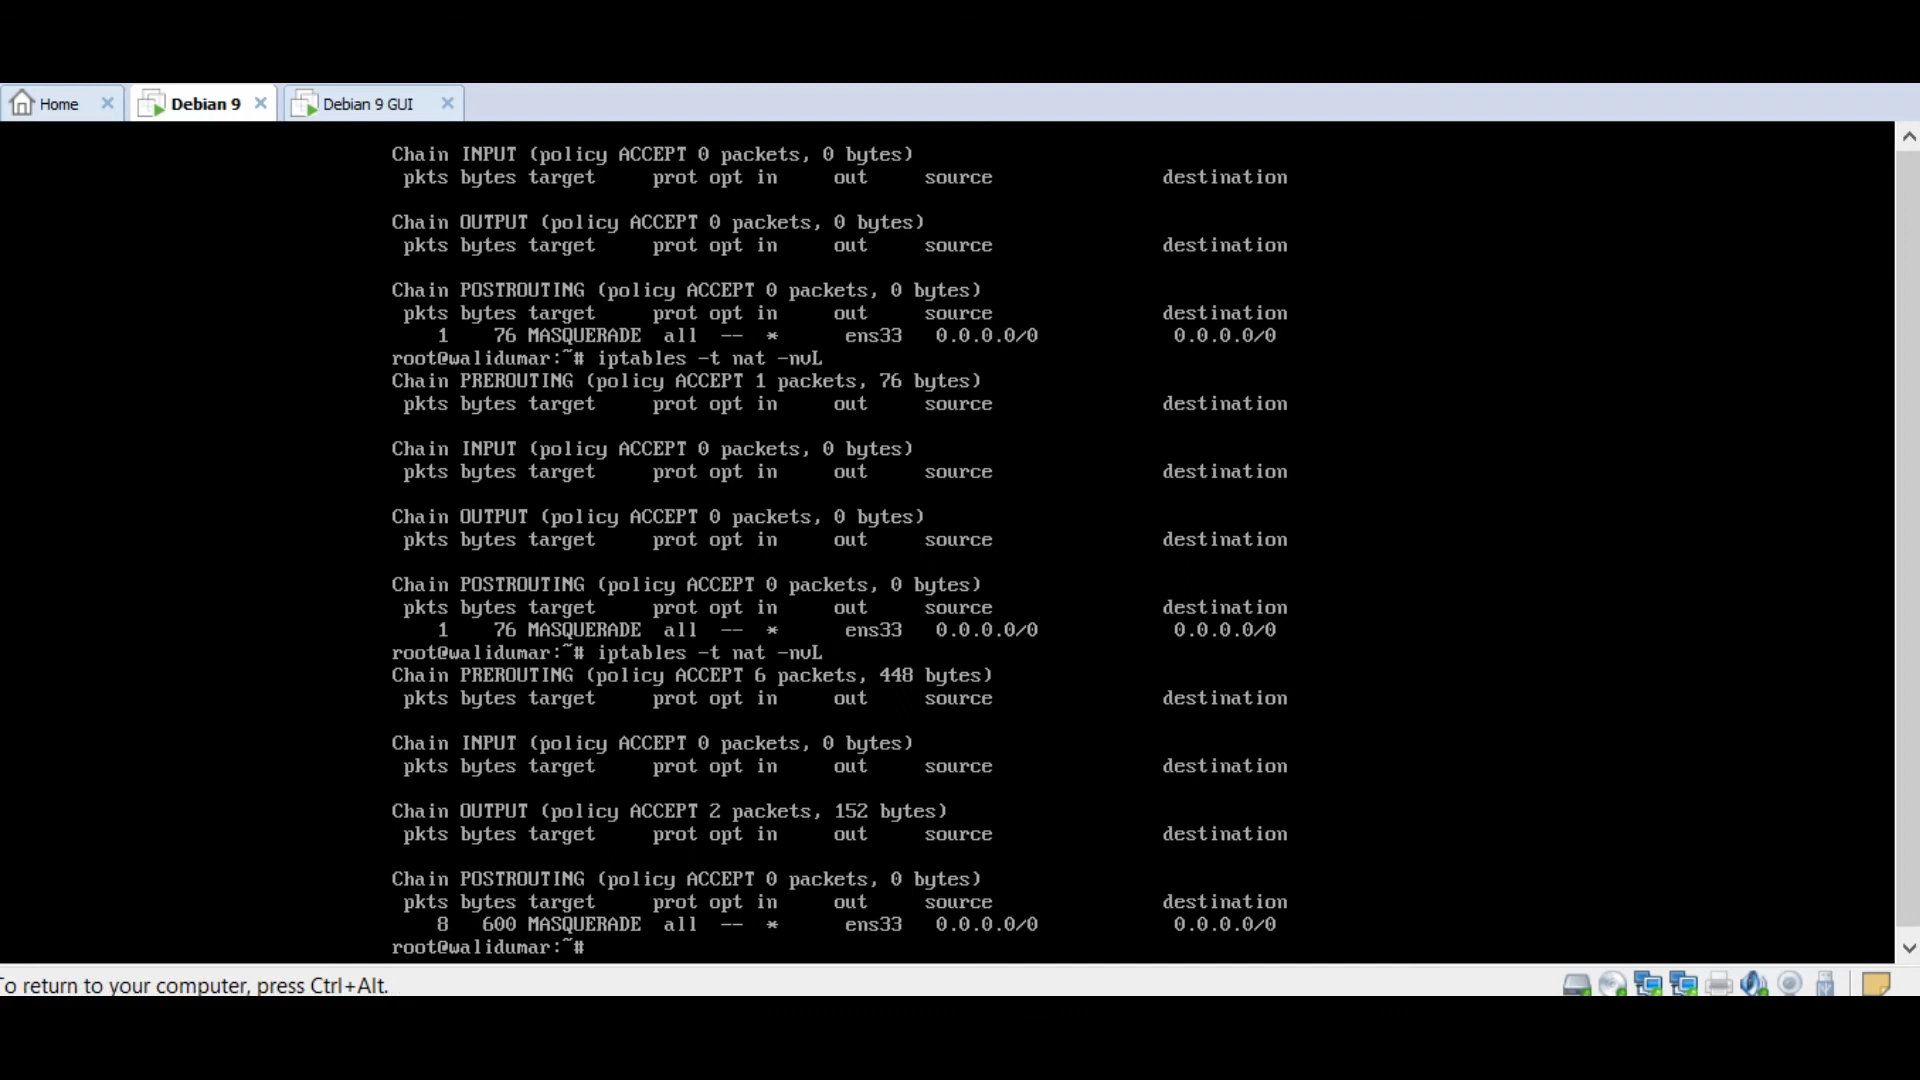 Home
Debian 9
Debian 9 GUI
Chain INPUT (policy ACCEPT 0 packets, 0 bytes)
pkts bytes target prot opt in out source destination
Chain OUTPUT (policy ACCEPT 0 packets, 0 bytes)
pkts bytes target prot opt in out source destination
Chain POSTROUTING (policy ACCEPT 0 packets, 0 bytes)
pkts bytes target prot opt in out source destination
1 76 MASQUERADE all -- * ens33 0.0.0.0/0 0.0.0.0/0
root@walidumar:~# iptables -t nat -nvL
Chain PREROUTING (policy ACCEPT 1 packets, 76 bytes)
pkts bytes target prot opt in out source destination
Chain INPUT (policy ACCEPT 0 packets, 0 bytes)
pkts bytes target prot opt in out source destination
Chain OUTPUT (policy ACCEPT 0 packets, 0 bytes)
pkts bytes target prot opt in out source destination
Chain POSTROUTING (policy ACCEPT 0 packets, 0 bytes)
pkts bytes target prot opt in out source destination
1 76 MASQUERADE all -- * ens33 0.0.0.0/0 0.0.0.0/0
root@walidumar:~# iptables -t nat -nvL
Chain PREROUTING (policy ACCEPT 6 packets, 448 bytes)
pkts bytes target prot opt in out source destination
Chain INPUT (policy ACCEPT 0 packets, 0 bytes)
pkts bytes target prot opt in out source destination
Chain OUTPUT (policy ACCEPT 2 packets, 152 bytes)
pkts bytes target prot opt in out source destination
Chain POSTROUTING (policy ACCEPT 0 packets, 0 bytes)
pkts bytes target prot opt in out source destination
8 600 MASQUERADE all -- * ens33 0.0.0.0/0 0.0.0.0/0
root@walidumar:~#
To return to your computer, press Ctrl+Alt.